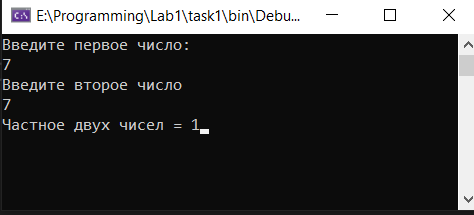 E:\Programming\Lab1\task1\bin\Debu...
Введите первое число:
7
Введите второе число
7
Частное двух чисел = 1